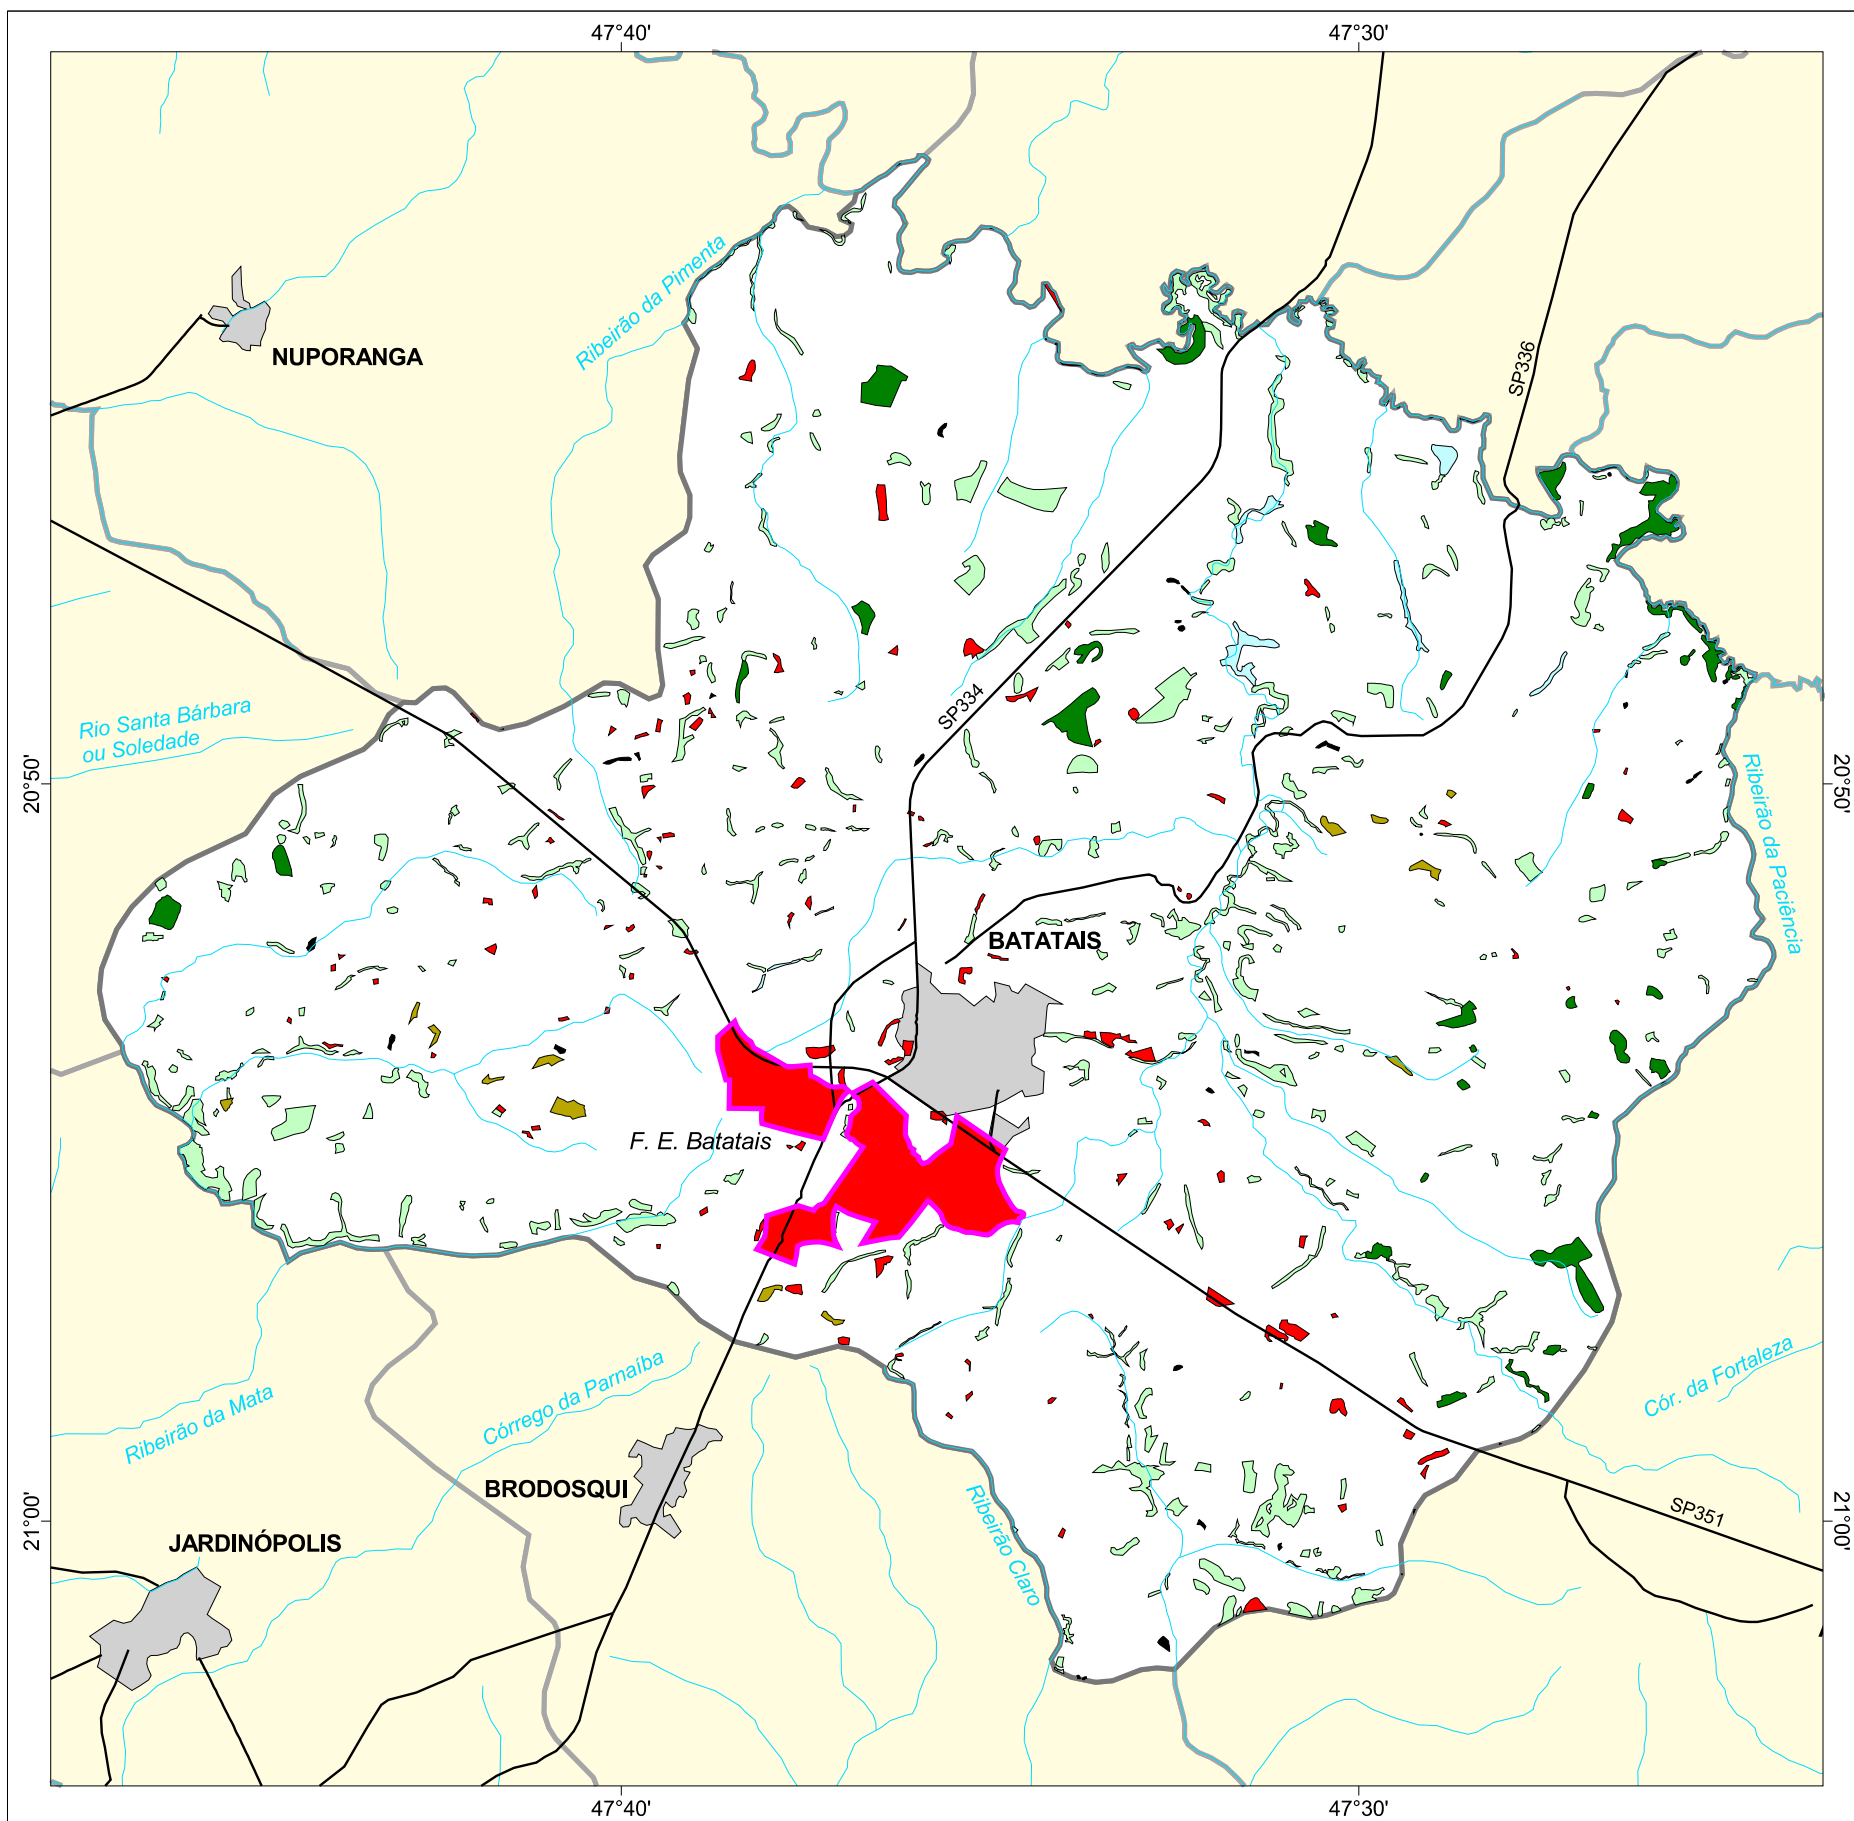 47°40'
47°30'
Ribeirão da Pimenta
NUPORANGA
SP336
Rio Santa Bárbara
ou Soledade
SP334
20°50'
20°50'
Ribeirão da Paciência
BATATAIS
F. E. Batatais
Ribeirão da Mata
Córrego da Parnaíba
Cór. da Fortaleza
BRODOSQUI
Ribeirão Claro
SP351
21°00'
21°00'
JARDINÓPOLIS
47°40'
47°30'